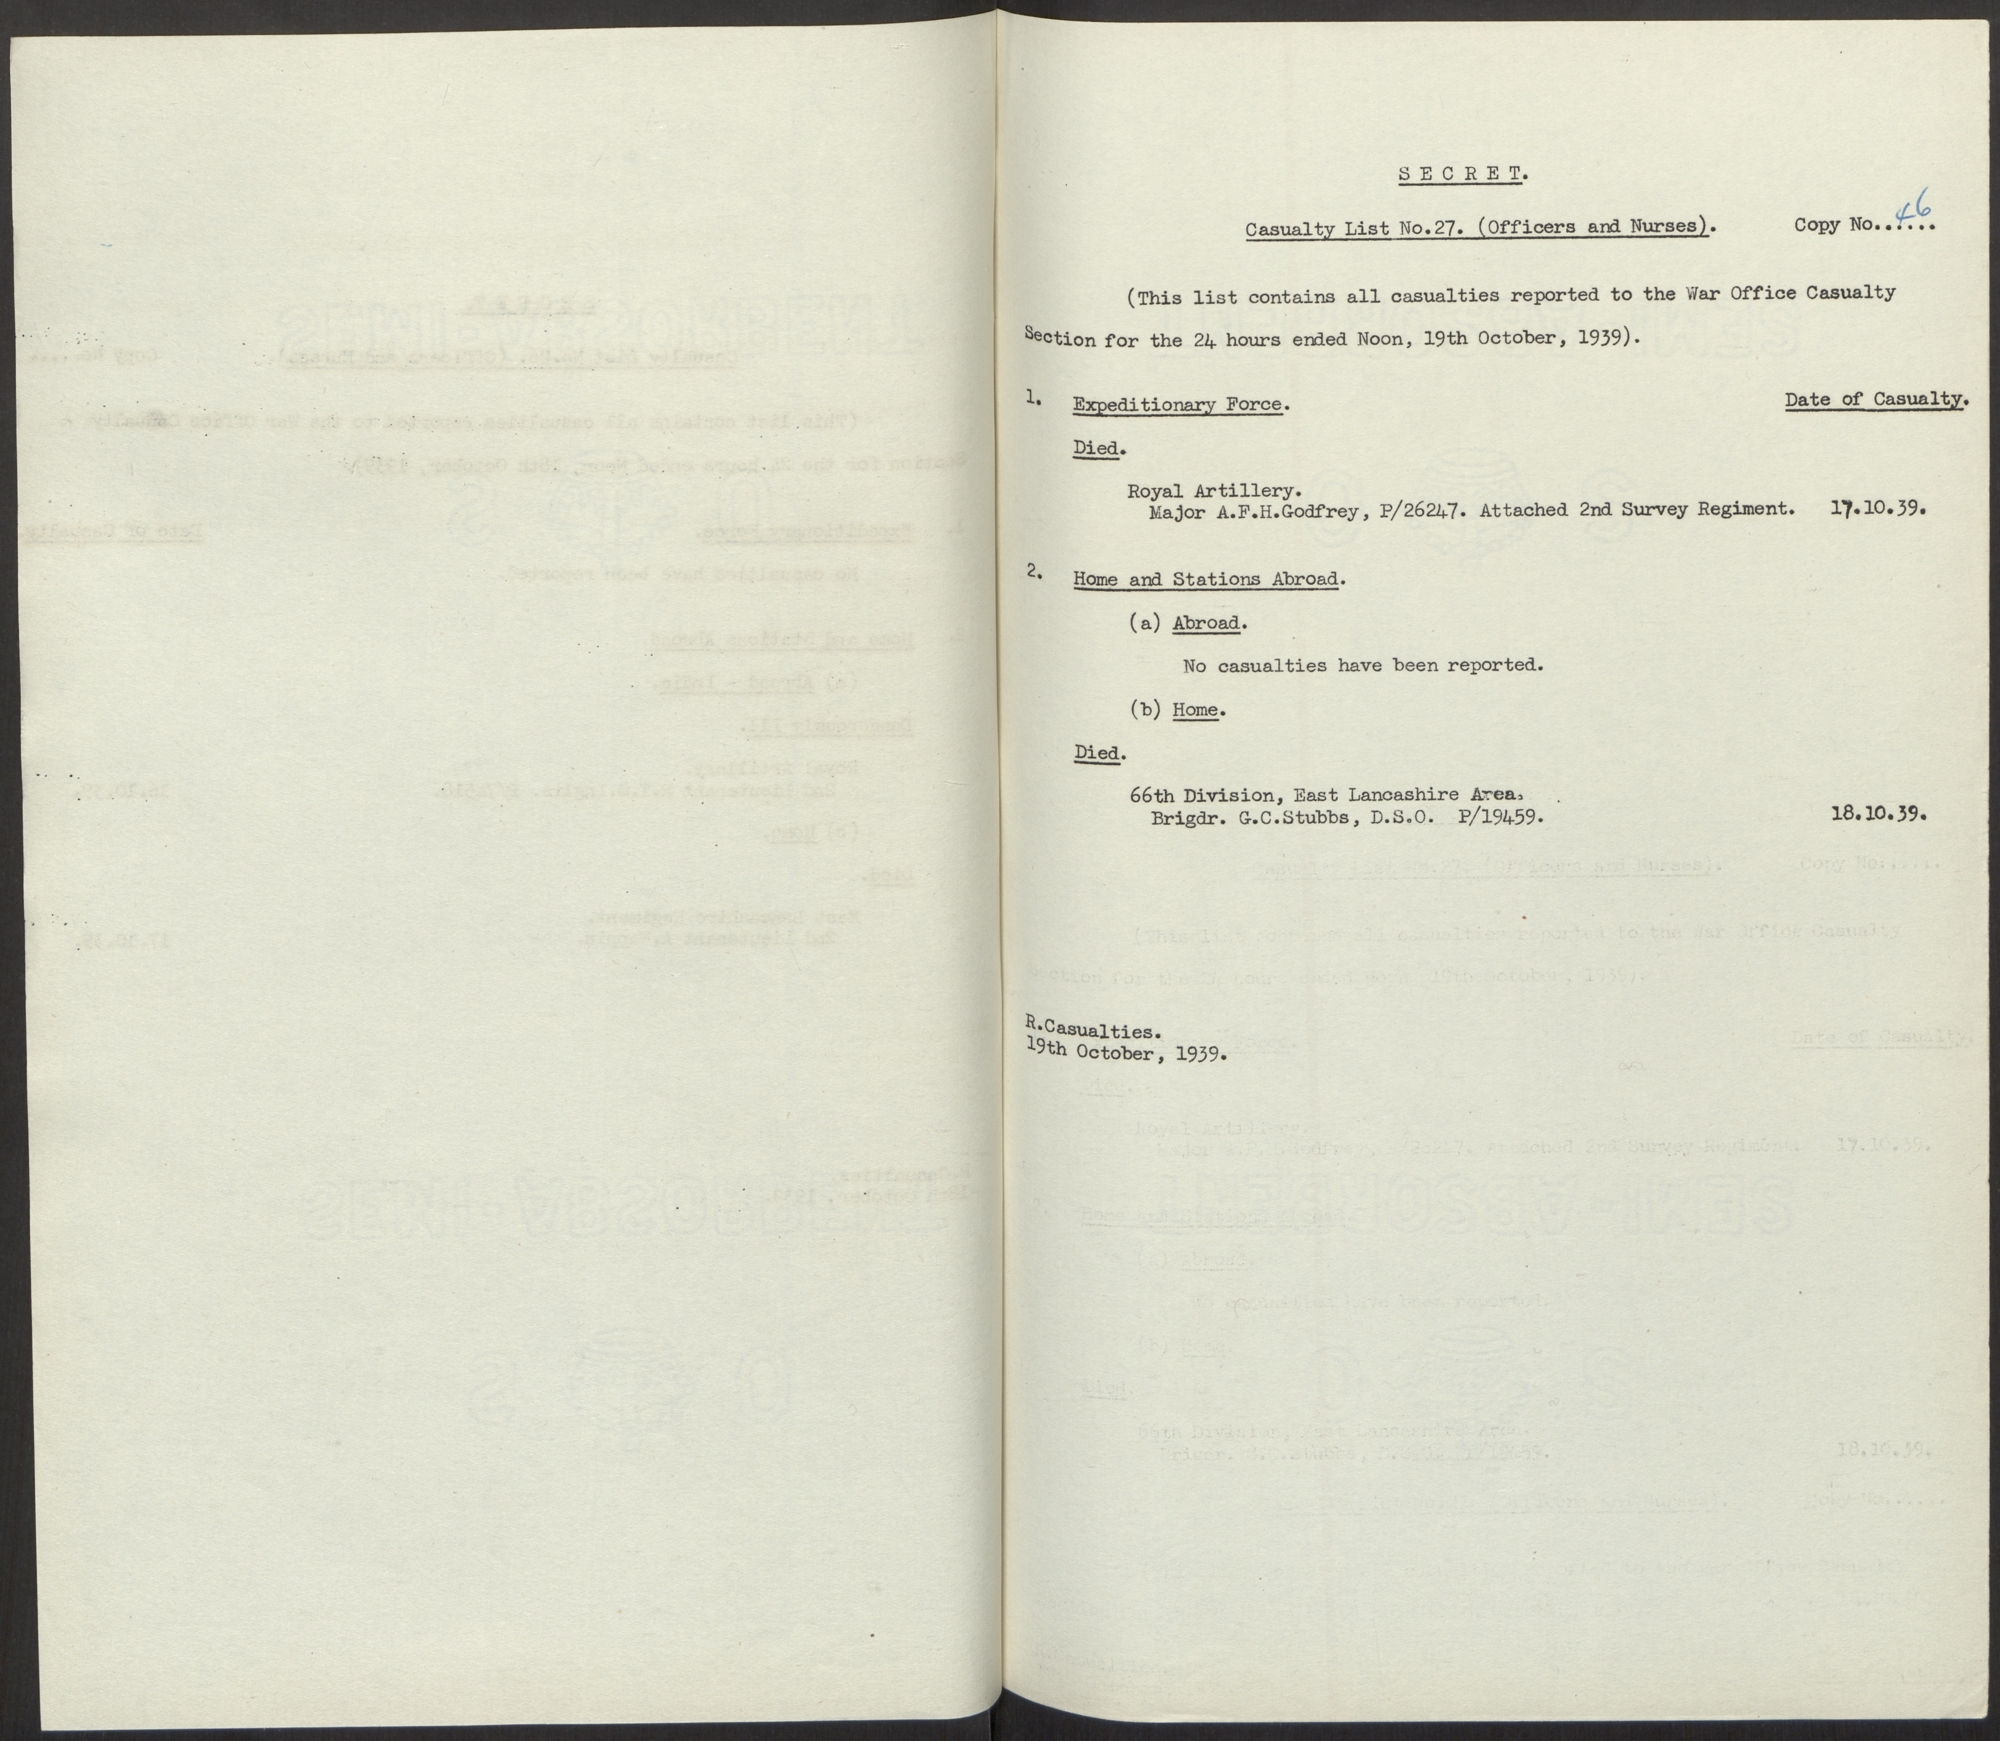 S E C R E T.
Casualty List No.27. (Officers and Nurses). Copy No...... 46
(This list contains all casualties reported to the War Office Casualty
Section for the 24 hours ended Noon, 19th October, 1939).
1. Expeditionary Force. Date of Casualty.
Died.
Royal Artillery.
Major A.F.H.Godfrey, P/26247. Attached 2nd Survey Regiment. 17.10.39.
2. Home and Stations Abroad.
(a) Abroad.
No casualties have been reported.
(b) Home.
Died.
66th Division, East Lancashire Area.
Brigdr. G.C.Stubbs, D.S.O. P/19459. 18.10.39.
R.Casualties.
19th October, 1939.